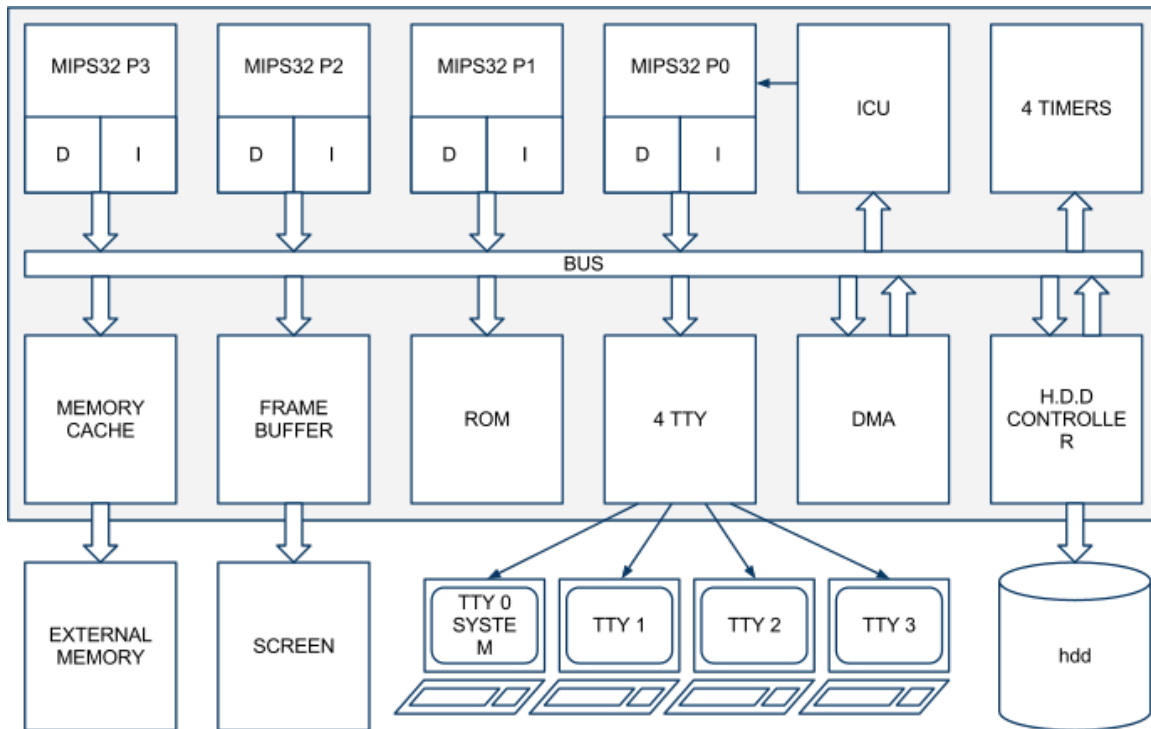 MIPS32 P3
MIPS32 P2
MIPS32 P1
MIPS32 P0
ICU
4 TIMERS
D
I
D
I
D
I
D
I
BUS
MEMORY
CACHE
FRAME
BUFFER
ROM
4 TTY
DMA
H.D.D
CONTROLLE
R
EXTERNAL
MEMORY
SCREEN
TTY 0
SYSTE
M
TTY 1
TTY 2
TTY 3
hdd